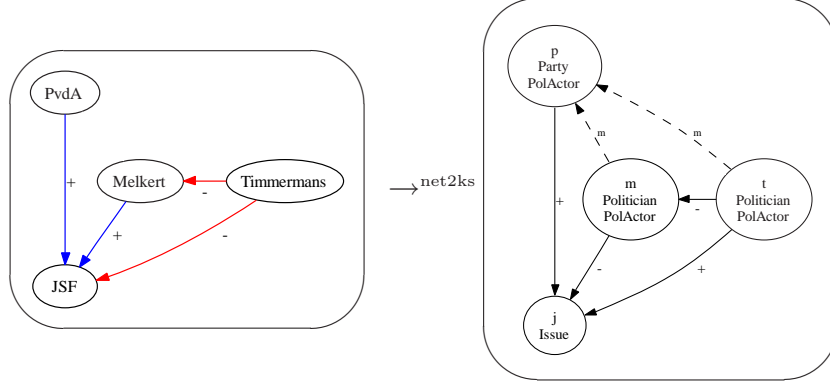 PvdA
+
Melkert
-
Timmermans
+
-
JSF
→net2ks
p
Party
PolActor
m
m
+
m
Politician
PolActor
-
t
Politician
PolActor
-
+
j
Issue